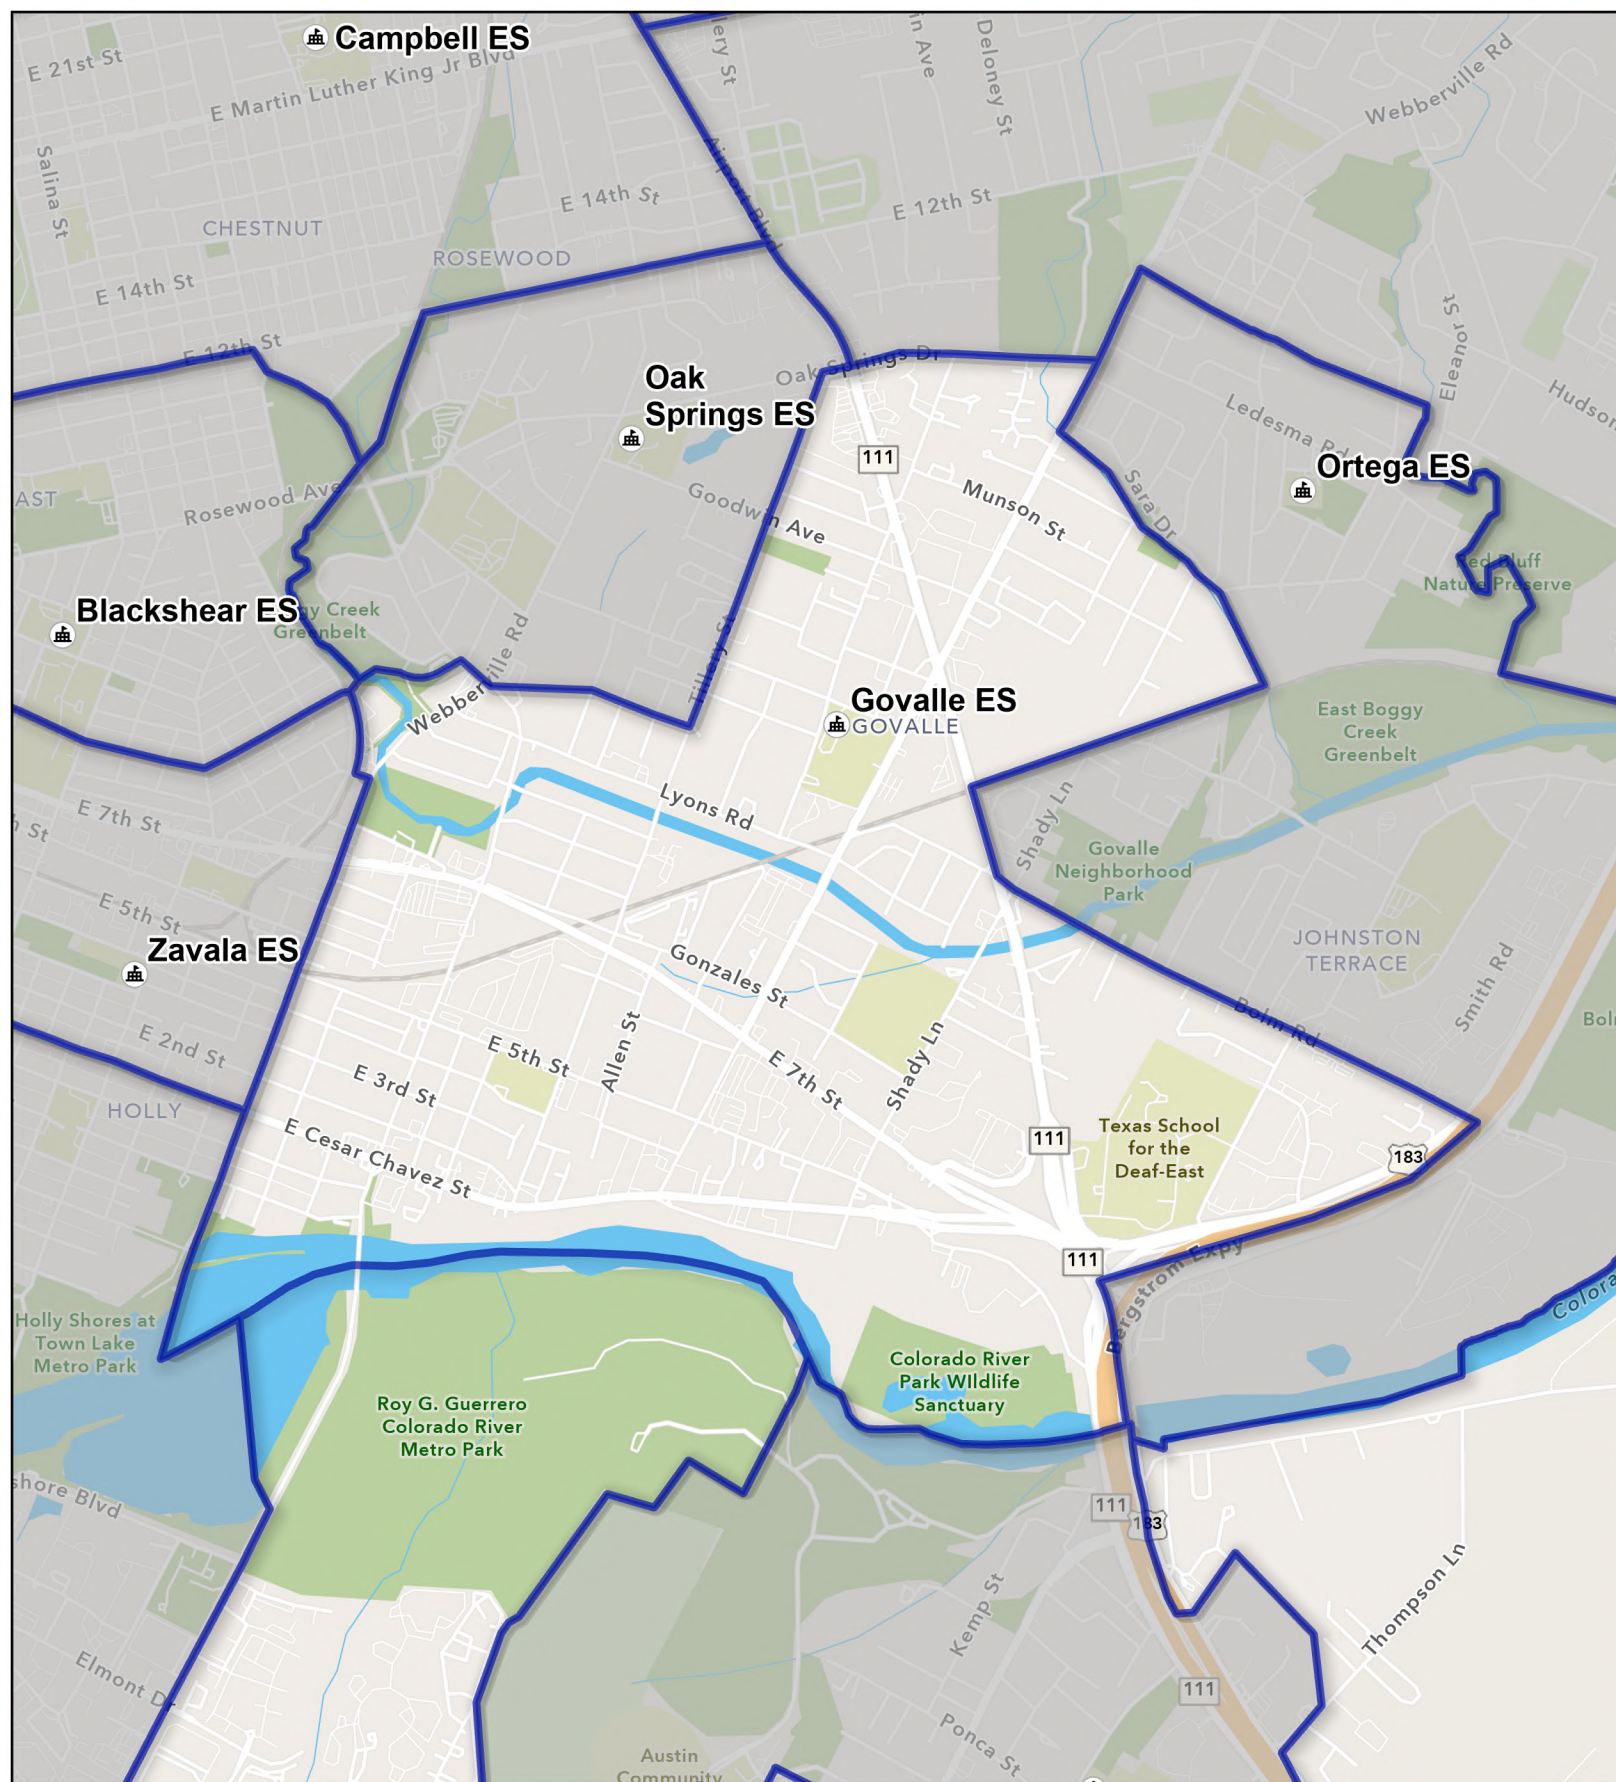 Campbell ES
E 21st St
E Martin Luther King Jr Blvd
Salina St
Deloney St
Webberville Rd
Airport Blvd
E 14th St
E 12th St
CHESTNUT
ROSEWOOD
E 14th St
E 12th St
Oak Springs Dr
Oak
Springs ES
Eleanor St
Ledesma Rd
Ortega ES
111
Munson St
Sara Dr
Goodwin Ave
Rosewood Ave
Red Bluff
Nature Preserve
Blackshear ES
Greenbelt
Webberville Rd
Tillery St
Govalle ES
GOVALLE
East Boggy
Creek
Greenbelt
Lyons Rd
Shady Ln
E 7th St
Govalle
Neighborhood
Park
E 5th St
Zavala ES
JOHNSTON
TERRACE
Smith Rd
Gonzales St
Bolm Rd
E 2nd St
HOLLY
E 5th St
Allen St
E 7th St
Shady Ln
E 3rd St
E Cesar Chavez St
111
Texas School
for the
Deaf-East
183
111
Bergstrom Expy
Holly Shores at
Town Lake
Metro Park
Colorado River
Park WIldlife
Sanctuary
Roy G. Guerrero
Colorado River
Metro Park
shore Blvd
111
183
Thompson Ln
Kemp St
Elmont Dr
111
Ponca St
Austin
Community